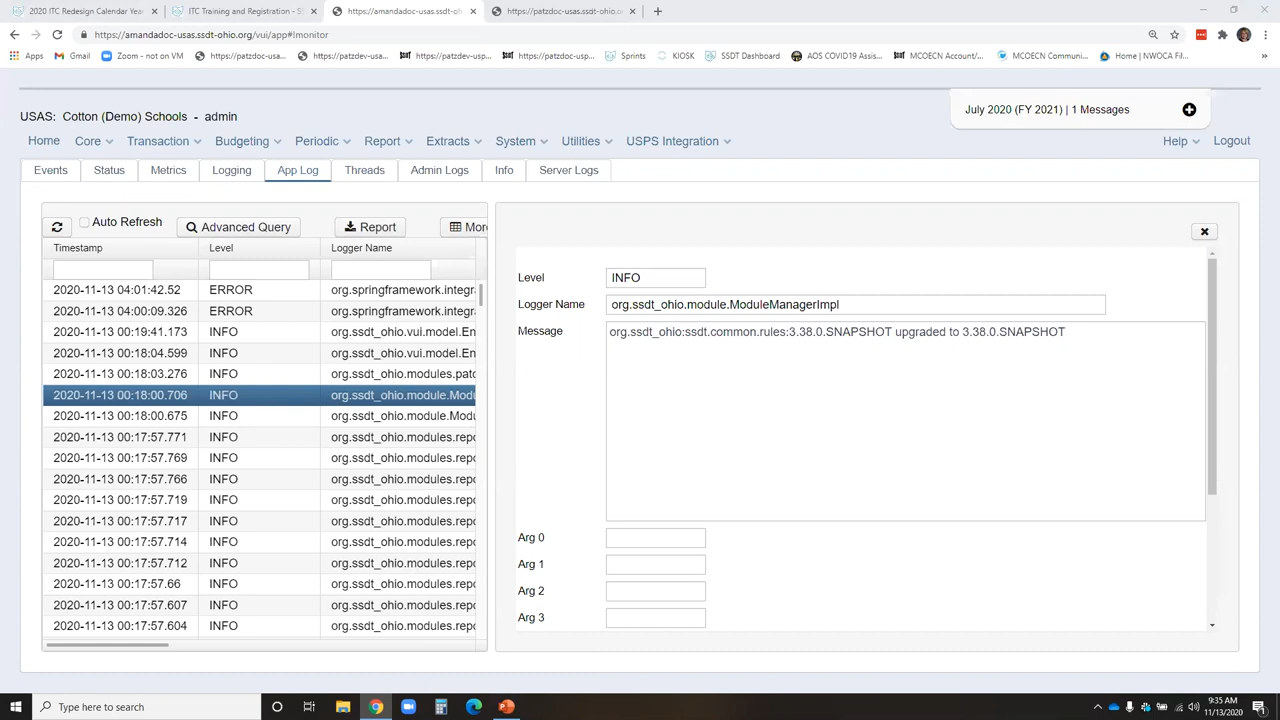 2020 ITC Redesign Calendar Year
ITC Training and Registration - S
https://amandadoc-usas.ssdt-oh
https://patzdoc-usas.ssdt-ohio.or
https://amandadoc-usas.ssdt-ohio.org/vui/app#!monitor
Apps Gmail Zoom - not on VM https://patzdoc-usa... https://patzdev-usa... https://patzdev-usp... https://patzdoc-usp... Sprints KIOSK SSDT Dashboard AOS COVID19 Assis... MCOECN Account/... MCOECN Communi... Home | NWOCA Fil... »
USAS: Cotton (Demo) Schools - admin
July 2020 (FY 2021) | 1 Messages
Home Core Transaction Budgeting Periodic Report Extracts System Utilities USPS Integration Help Logout
Events Status Metrics Logging App Log Threads Admin Logs Info Server Logs
Auto Refresh Advanced Query Report More
Timestamp Level Logger Name
2020-11-13 04:01:42.52 ERROR org.springframework.integra
2020-11-13 04:00:09.326 ERROR org.springframework.integra
2020-11-13 00:19:41.173 INFO org.ssdt_ohio.vui.model.En
2020-11-13 00:18:04.599 INFO org.ssdt_ohio.vui.model.En
2020-11-13 00:18:03.276 INFO org.ssdt_ohio.modules.patc
2020-11-13 00:18:00.706 INFO org.ssdt_ohio.module.Modu
2020-11-13 00:18:00.675 INFO org.ssdt_ohio.module.Modu
2020-11-13 00:17:57.771 INFO org.ssdt_ohio.modules.repo
2020-11-13 00:17:57.769 INFO org.ssdt_ohio.modules.repo
2020-11-13 00:17:57.766 INFO org.ssdt_ohio.modules.repo
2020-11-13 00:17:57.719 INFO org.ssdt_ohio.modules.repo
2020-11-13 00:17:57.717 INFO org.ssdt_ohio.modules.repo
2020-11-13 00:17:57.714 INFO org.ssdt_ohio.modules.repo
2020-11-13 00:17:57.712 INFO org.ssdt_ohio.modules.repo
2020-11-13 00:17:57.66 INFO org.ssdt_ohio.modules.repo
2020-11-13 00:17:57.607 INFO org.ssdt_ohio.modules.repo
2020-11-13 00:17:57.604 INFO org.ssdt_ohio.modules.repo
Level INFO
Logger Name org.ssdt_ohio.module.ModuleManagerImpl
Message org.ssdt_ohio:ssdt.common.rules:3.38.0.SNAPSHOT upgraded to 3.38.0.SNAPSHOT
Arg 0
Arg 1
Arg 2
Arg 3
Type here to search
9:35 AM
11/13/2020
1